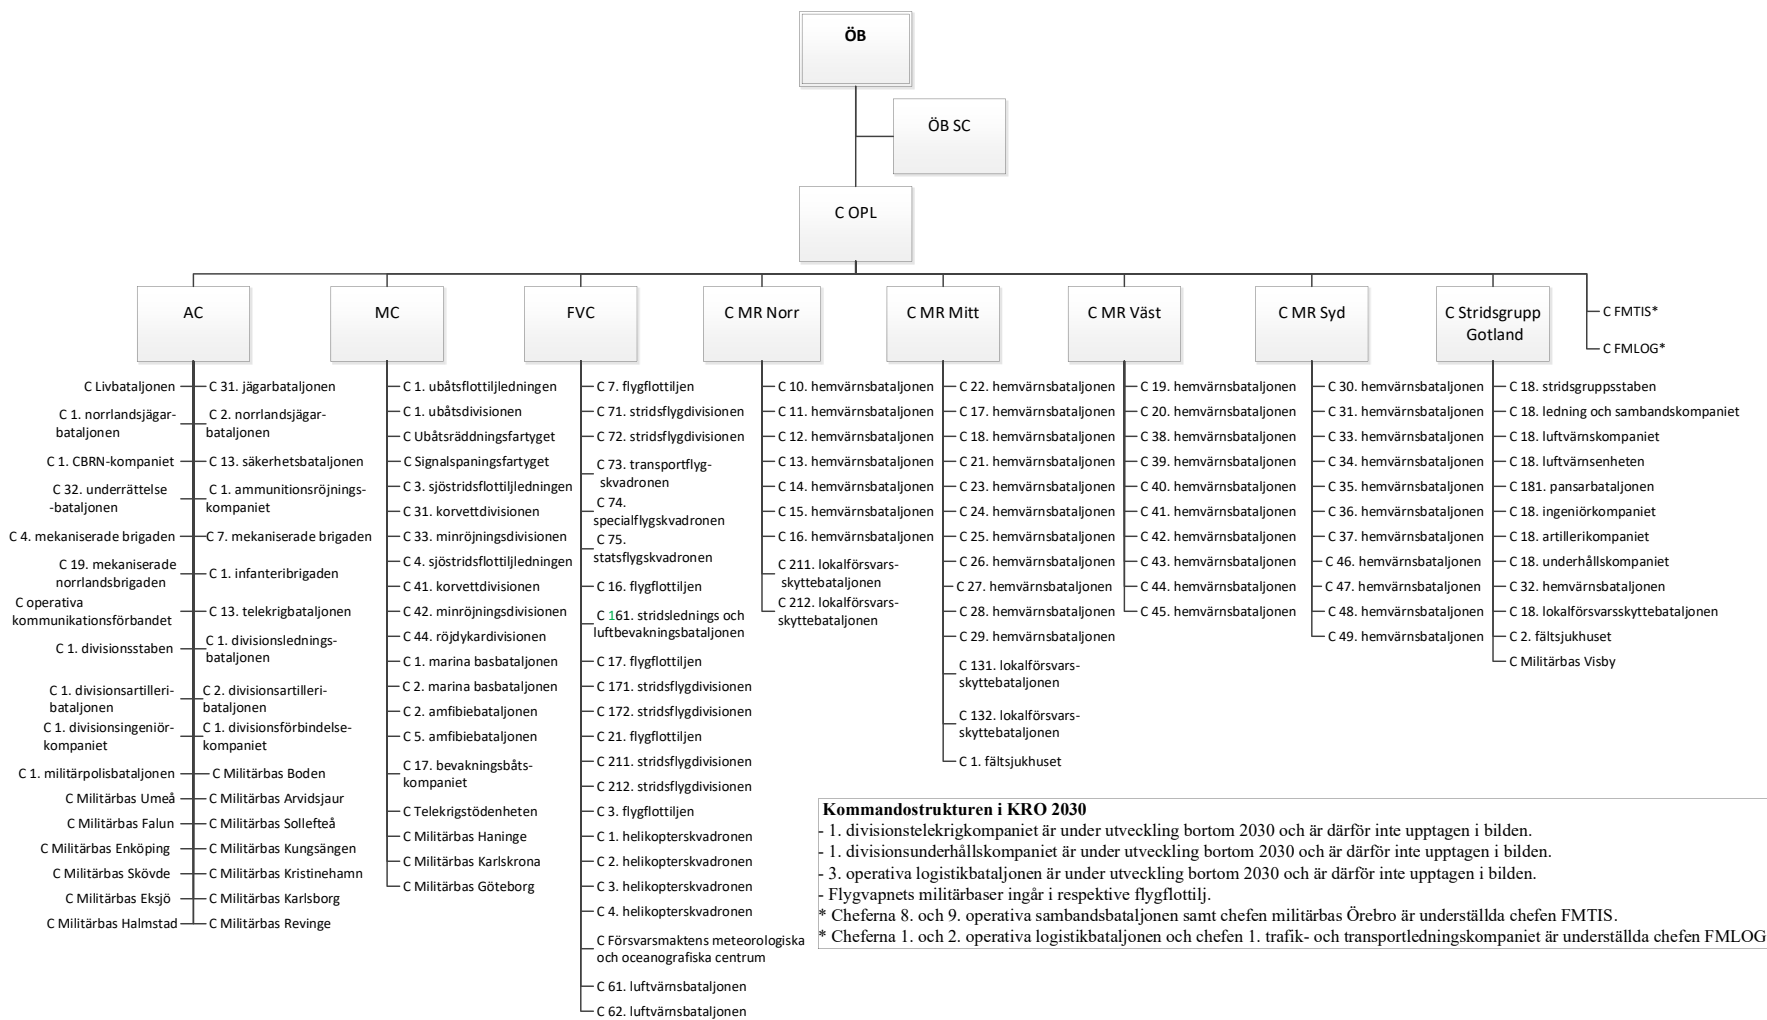 ÖB
ÖB SC
C OPL
AC
MC
FVC
C MR Norr
C MR Mitt
C MR Väst
C MR Syd
C Stridsgrupp
Gotland
C FMTIS*
C FMLOG*
C Livbataljonen
C 31. jägarbataljonen
C 1. norrlandsjägar-
bataljonen
C 2. norrlandsjägar-
bataljonen
C 1. CBRN-kompaniet
C 13. säkerhetsbataljonen
C 32. underrättelse
-bataljonen
C 1. ammunitionsröjnings-
kompaniet
C 4. mekaniserade brigaden
C 7. mekaniserade brigaden
C 19. mekaniserade
norrlandsbrigaden
C 1. infanteribrigaden
C operativa
kommunikationsförbandet
C 13. telekrigbataljonen
C 1. divisionsstaben
C 1. divisionslednings-
bataljonen
C 1. divisionsartilleri-
bataljonen
C 2. divisionsartilleri-
bataljonen
C 1. divisionsingeniör-
kompaniet
C 1. divisionsförbindelse-
kompaniet
C 1. militärpolisbataljonen
C Militärbas Boden
C Militärbas Umeå
C Militärbas Arvidsjaur
C Militärbas Falun
C Militärbas Sollefteå
C Militärbas Enköping
C Militärbas Kungsängen
C Militärbas Skövde
C Militärbas Kristinehamn
C Militärbas Eksjö
C Militärbas Karlsborg
C Militärbas Halmstad
C Militärbas Revinge
C 1. ubåtsflottiljledningen
C 1. ubåtsdivisionen
C Ubåtsräddningsfartyget
C Signalspaningsfartyget
C 3. sjöstridsflottiljledningen
C 31. korvettdivisionen
C 33. minröjningsdivisionen
C 4. sjöstridsflottiljledningen
C 41. korvettdivisionen
C 42. minröjningsdivisionen
C 44. röjdykardivisionen
C 1. marina basbataljonen
C 2. marina basbataljonen
C 2. amfibiebataljonen
C 5. amfibiebataljonen
C 17. bevakningsbåts-
kompaniet
C Telekrigstödenheten
C Militärbas Haninge
C Militärbas Karlskrona
C Militärbas Göteborg
C 7. flygflottiljen
C 71. stridsflygdivisionen
C 72. stridsflygdivisionen
C 73. transportflyg-
skvadronen
C 74.
specialflygskvadronen
C 75.
statsflygskvadronen
C 16. flygflottiljen
C 161. stridslednings och
luftbevakningsbataljonen
C 17. flygflottiljen
C 171. stridsflygdivisionen
C 172. stridsflygdivisionen
C 21. flygflottiljen
C 211. stridsflygdivisionen
C 212. stridsflygdivisionen
C 3. flygflottiljen
C 1. helikopterskvadronen
C 2. helikopterskvadronen
C 3. helikopterskvadronen
C 4. helikopterskvadronen
C Försvarsmaktens meteorologiska
och oceanografiska centrum
C 61. luftvärnsbataljonen
C 62. luftvärnsbataljonen
C 10. hemvärnsbataljonen
C 11. hemvärnsbataljonen
C 12. hemvärnsbataljonen
C 13. hemvärnsbataljonen
C 14. hemvärnsbataljonen
C 15. hemvärnsbataljonen
C 16. hemvärnsbataljonen
C 211. lokalförsvars-
skyttebataljonen
C 212. lokalförsvars-
skyttebataljonen
C 22. hemvärnsbataljonen
C 17. hemvärnsbataljonen
C 18. hemvärnsbataljonen
C 21. hemvärnsbataljonen
C 23. hemvärnsbataljonen
C 24. hemvärnsbataljonen
C 25. hemvärnsbataljonen
C 26. hemvärnsbataljonen
C 27. hemvärnsbataljonen
C 28. hemvärnsbataljonen
C 29. hemvärnsbataljonen
C 131. lokalförsvars-
skyttebataljonen
C 132. lokalförsvars-
skyttebataljonen
C 1. fältsjukhuset
C 19. hemvärnsbataljonen
C 20. hemvärnsbataljonen
C 38. hemvärnsbataljonen
C 39. hemvärnsbataljonen
C 40. hemvärnsbataljonen
C 41. hemvärnsbataljonen
C 42. hemvärnsbataljonen
C 43. hemvärnsbataljonen
C 44. hemvärnsbataljonen
C 45. hemvärnsbataljonen
C 30. hemvärnsbataljonen
C 31. hemvärnsbataljonen
C 33. hemvärnsbataljonen
C 34. hemvärnsbataljonen
C 35. hemvärnsbataljonen
C 36. hemvärnsbataljonen
C 37. hemvärnsbataljonen
C 46. hemvärnsbataljonen
C 47. hemvärnsbataljonen
C 48. hemvärnsbataljonen
C 49. hemvärnsbataljonen
C 18. stridsgruppsstaben
C 18. ledning och sambandskompaniet
C 18. luftvärnskompaniet
C 18. luftvärnsenheten
C 181. pansarbataljonen
C 18. ingeniörkompaniet
C 18. artillerikompaniet
C 18. underhållskompaniet
C 32. hemvärnsbataljonen
C 18. lokalförsvarsskyttebataljonen
C 2. fältsjukhuset
C Militärbas Visby
Kommandostrukturen i KRO 2030
- 1. divisionstelekrigkompaniet är under utveckling bortom 2030 och är därför inte upptagen i bilden.
- 1. divisionsunderhållskompaniet är under utveckling bortom 2030 och är därför inte upptagen i bilden.
- 3. operativa logistikbataljonen är under utveckling bortom 2030 och är därför inte upptagen i bilden.
- Flygvapnets militärbaser ingår i respektive flygflottilj.
* Cheferna 8. och 9. operativa sambandsbataljonen samt chefen militärbas Örebro är underställda chefen FMTIS.
* Cheferna 1. och 2. operativa logistikbataljonen och chefen 1. trafik- och transportledningskompaniet är underställda chefen FMLOG